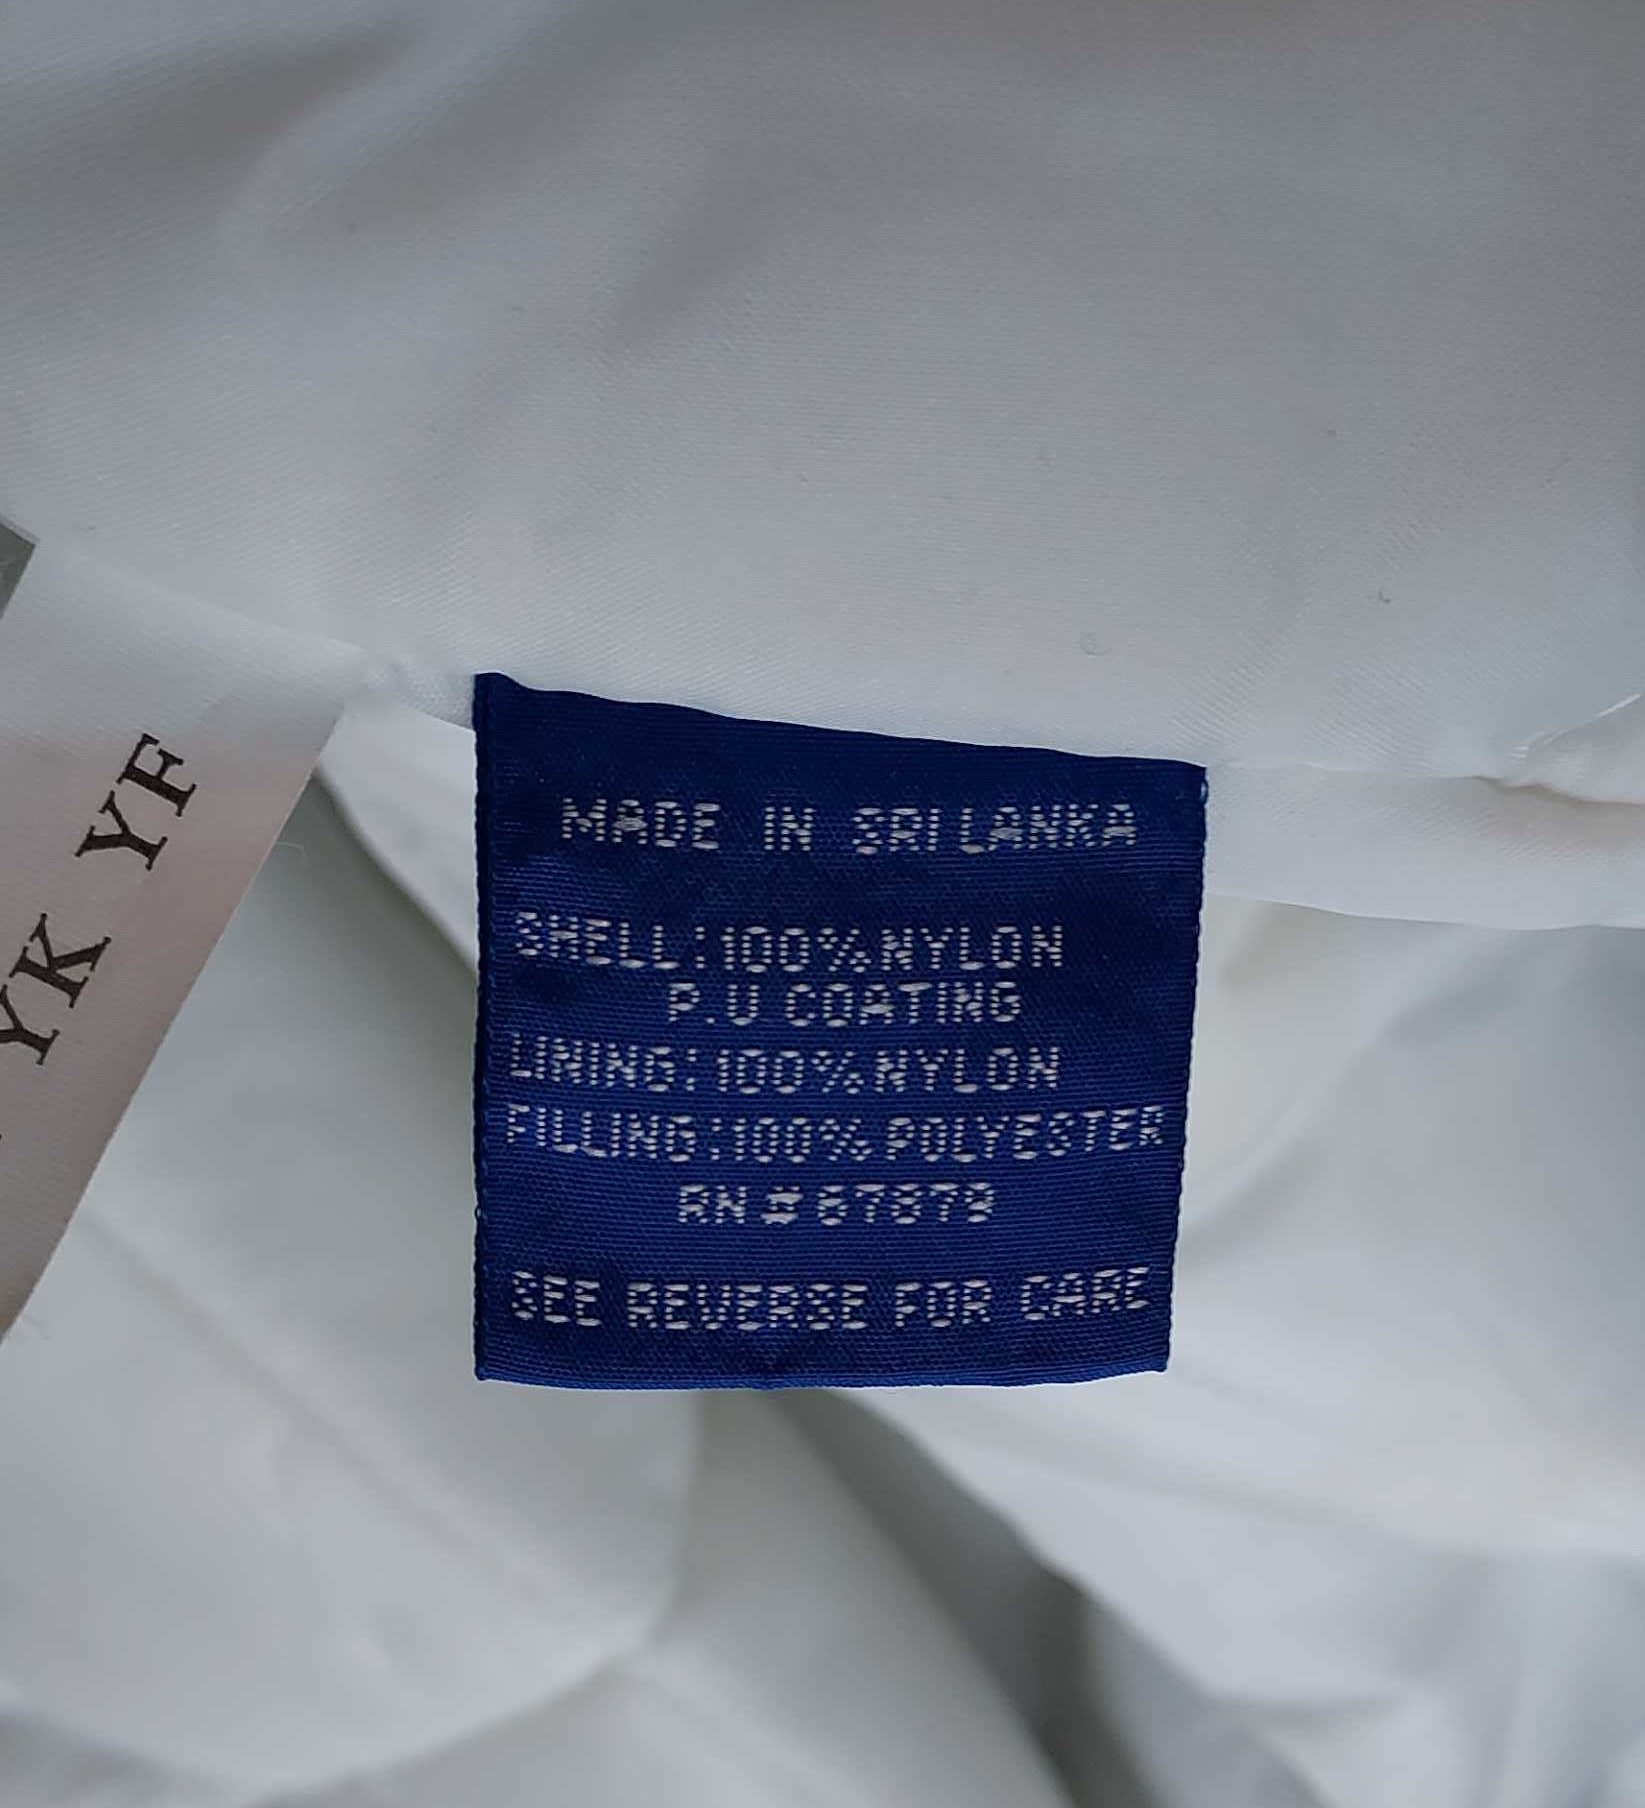 MADE IN SRI LANKA
SHELL:100%NYLON
P.U COATING
LINING:100%NYLON
FILLING:100%POLYESTER
RN#67879
SEE REVERSE FOR CARE
YK YF